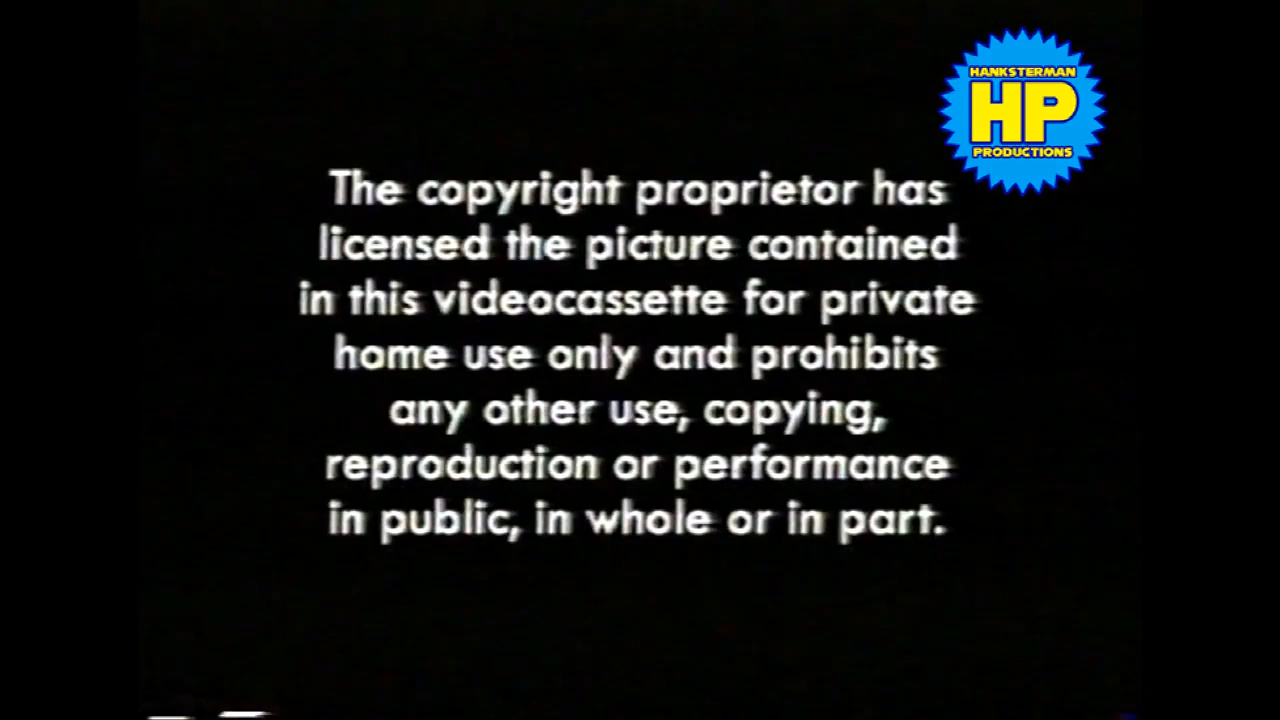 HANKSTERMAN
HP
PRODUCTIONS
The copyright proprietor has
licensed the picture contained
in this videocassette for private
home use only and prohibits
any other use, copying,
reproduction or performance
in public, in whole or in part.